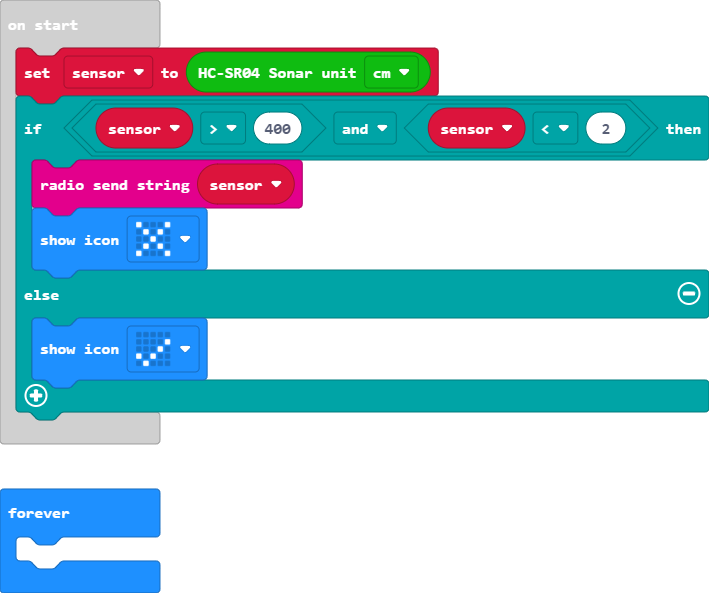 on start
set sensor to HC-SR04 Sonar unit cm
if sensor > 400 and sensor < 2 then
radio send string sensor
show icon
else
show icon
forever